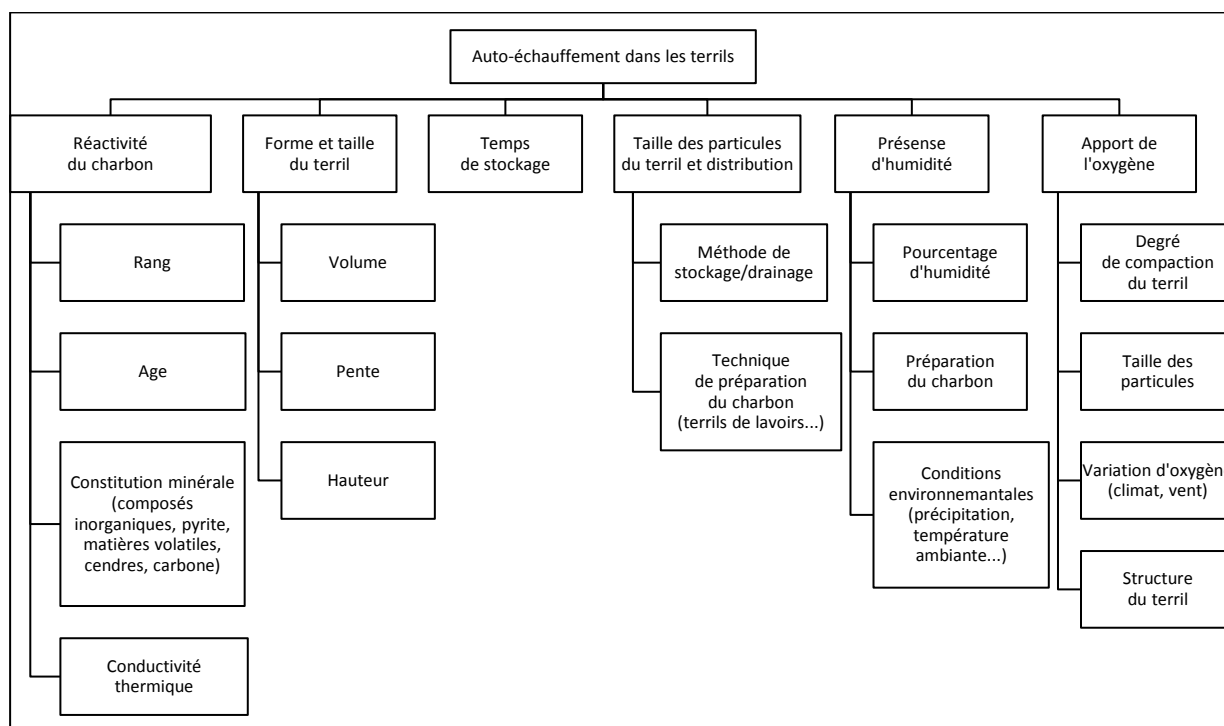 Auto-échauffement dans les terrils
Réactivité
du charbon
Forme et taille
du terril
Temps
de stockage
Taille des particules
du terril et distribution
Présense
d'humidité
Apport de
l'oxygène
Rang
Age
Constitution minérale
(composés
inorganiques, pyrite,
matières volatiles,
cendres, carbone)
Conductivité
thermique
Volume
Pente
Hauteur
Méthode de
stockage/drainage
Technique
de préparation
du charbon
(terrils de lavoirs...)
Pourcentage
d'humidité
Préparation
du charbon
Conditions
environnemantales
(précipitation,
température
ambiante...)
Degré
de compaction
du terril
Taille des
particules
Variation d'oxygèn
(climat, vent)
Structure
du terril